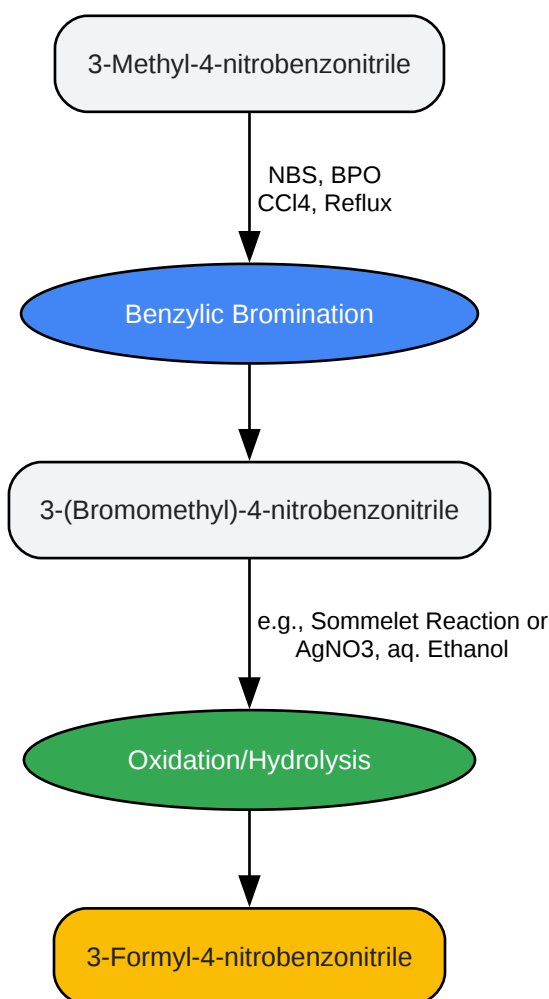 3-Methyl-4-nitrobenzonitrile
NBS, BPO
CCl4, Reflux
Benzylic Bromination
3-(Bromomethyl)-4-nitrobenzonitrile
e.g., Sommelet Reaction or
AgNO3, aq. Ethanol
Oxidation/Hydrolysis
3-Formyl-4-nitrobenzonitrile